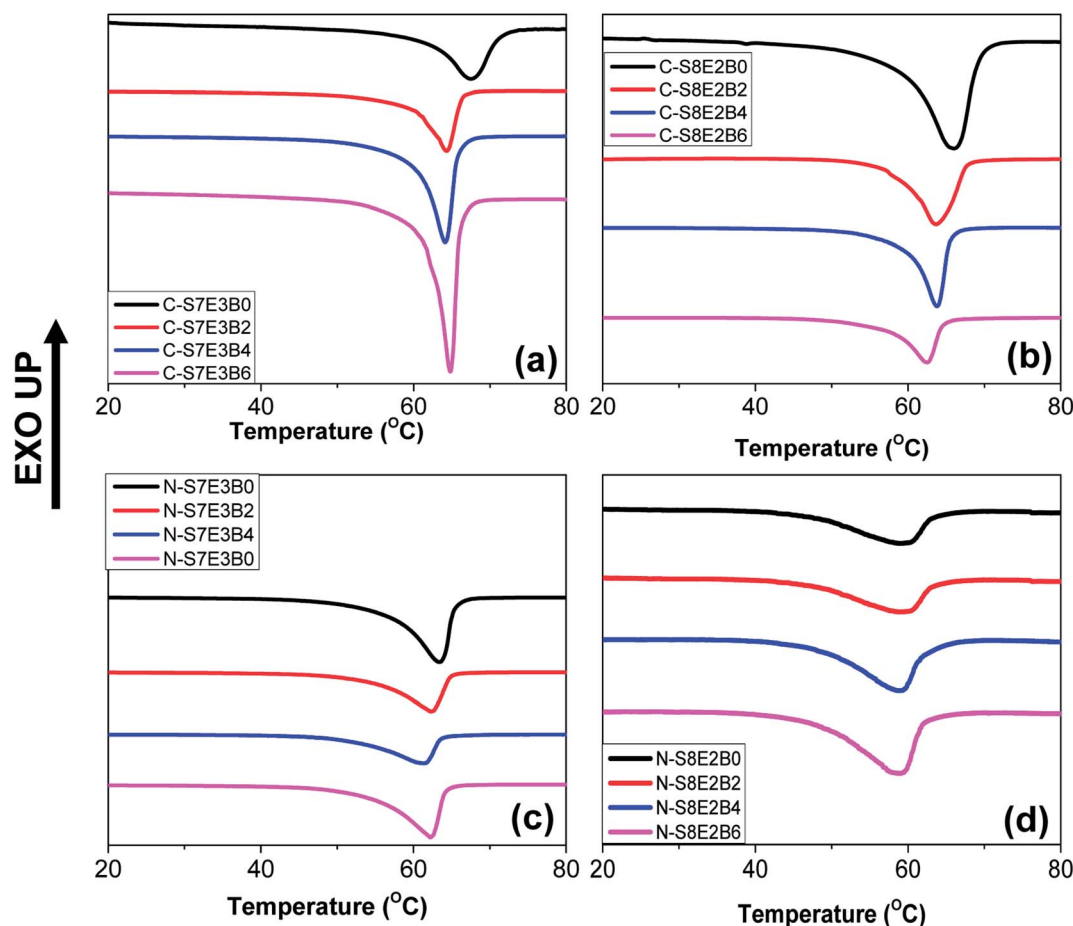 EXO UP
C-S7E3B0
C-S7E3B2
C-S7E3B4
C-S7E3B6
(a)
20 40 60 80
Temperature (°C)
C-S8E2B0
C-S8E2B2
C-S8E2B4
C-S8E2B6
(b)
20 40 60 80
Temperature (°C)
N-S7E3B0
N-S7E3B2
N-S7E3B4
N-S7E3B0
(c)
20 40 60 80
Temperature (°C)
N-S8E2B0
N-S8E2B2
N-S8E2B4
N-S8E2B6
(d)
20 40 60 80
Temperature (°C)